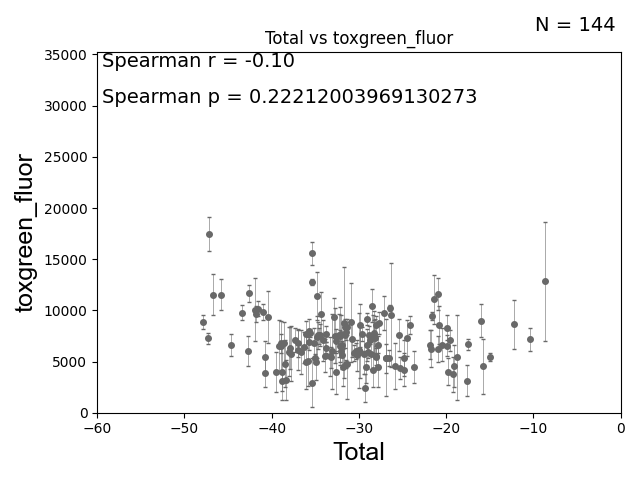 N = 144
Total vs toxgreen_fluor
Spearman r = -0.10
Spearman p = 0.22212003969130273
toxgreen_fluor
35000
30000
25000
20000
15000
10000
5000
0
−60 −50 −40 −30 −20 −10 0
Total